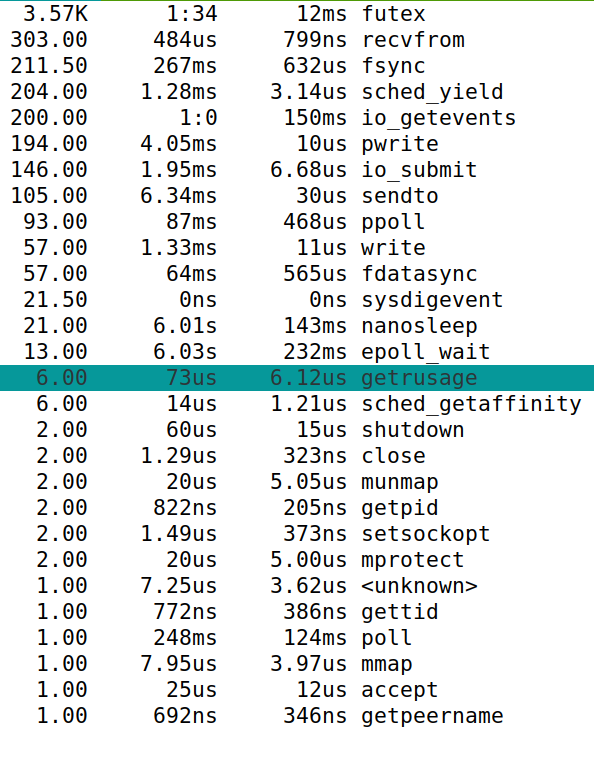 3.57K 1:34 12ms futex
303.00 484us 799ns recvfrom
211.50 267ms 632us fsync
204.00 1.28ms 3.14us sched_yield
200.00 1:0 150ms io_getevents
194.00 4.05ms 10us pwrite
146.00 1.95ms 6.68us io_submit
105.00 6.34ms 30us sendto
93.00 87ms 468us ppoll
57.00 1.33ms 11us write
57.00 64ms 565us fdatasync
21.50 0ns 0ns sysdigevent
21.00 6.01s 143ms nanosleep
13.00 6.03s 232ms epoll_wait
6.00 73us 6.12us getrusage
6.00 14us 1.21us sched_getaffinity
2.00 60us 15us shutdown
2.00 1.29us 323ns close
2.00 20us 5.05us munmap
2.00 822ns 205ns getpid
2.00 1.49us 373ns setsockopt
2.00 20us 5.00us mprotect
1.00 7.25us 3.62us <unknown>
1.00 772ns 386ns gettid
1.00 248ms 124ms poll
1.00 7.95us 3.97us mmap
1.00 25us 12us accept
1.00 692ns 346ns getpeername